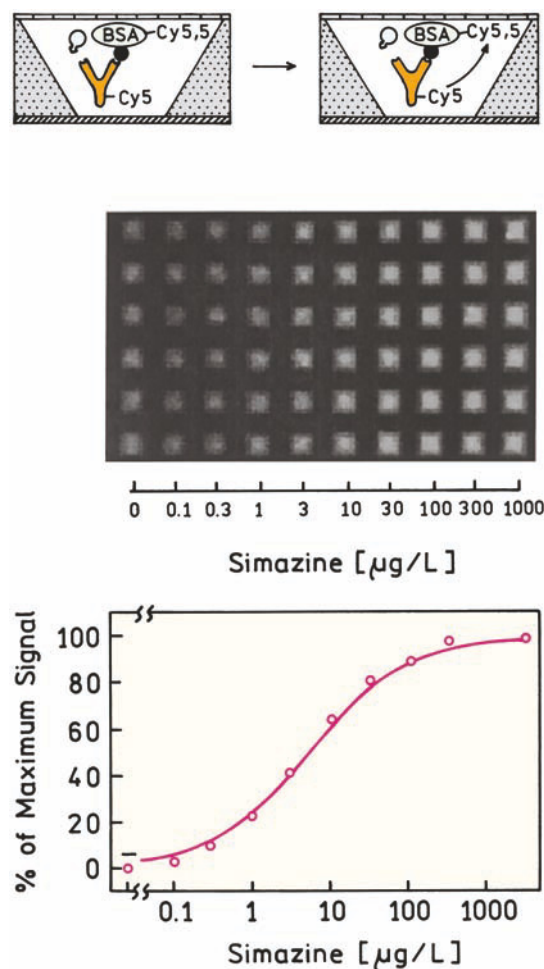 BSA Cy5,5 BSA Cy5,5
Cy5 Cy5
0 0.1 0.3 1 3 10 30 100 300 1000
Simazine [µg/L]
% of Maximum Signal
100
80
60
40
20
0
0.1 1 10 100 1000
Simazine [µg/L]